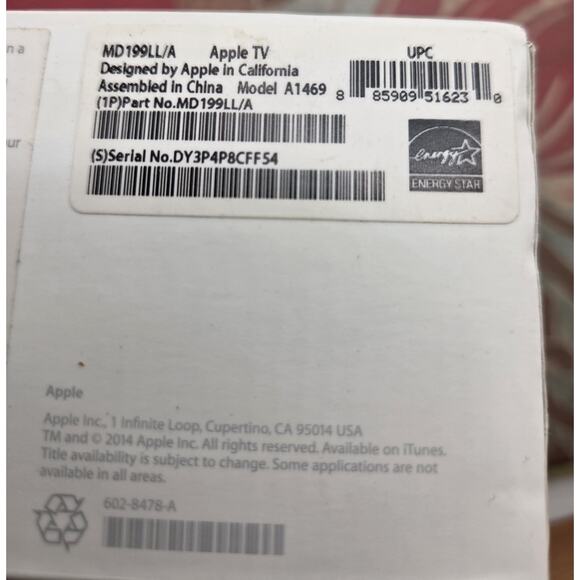 MD199LL/A Apple TV UPC
Designed by Apple in California
Assembled in China Model A1469
8 85909 51623 0
(1P)Part No.MD199LL/A
(S)Serial No.DY3P4P8CFF54
energy
ENERGY STAR
n a
ur
Apple
Apple Inc., 1 Infinite Loop, Cupertino, CA 95014 USA
TM and © 2014 Apple Inc. All rights reserved. Available on iTunes.
Title availability is subject to change. Some applications are not
available in all areas.
602-8478-A
A